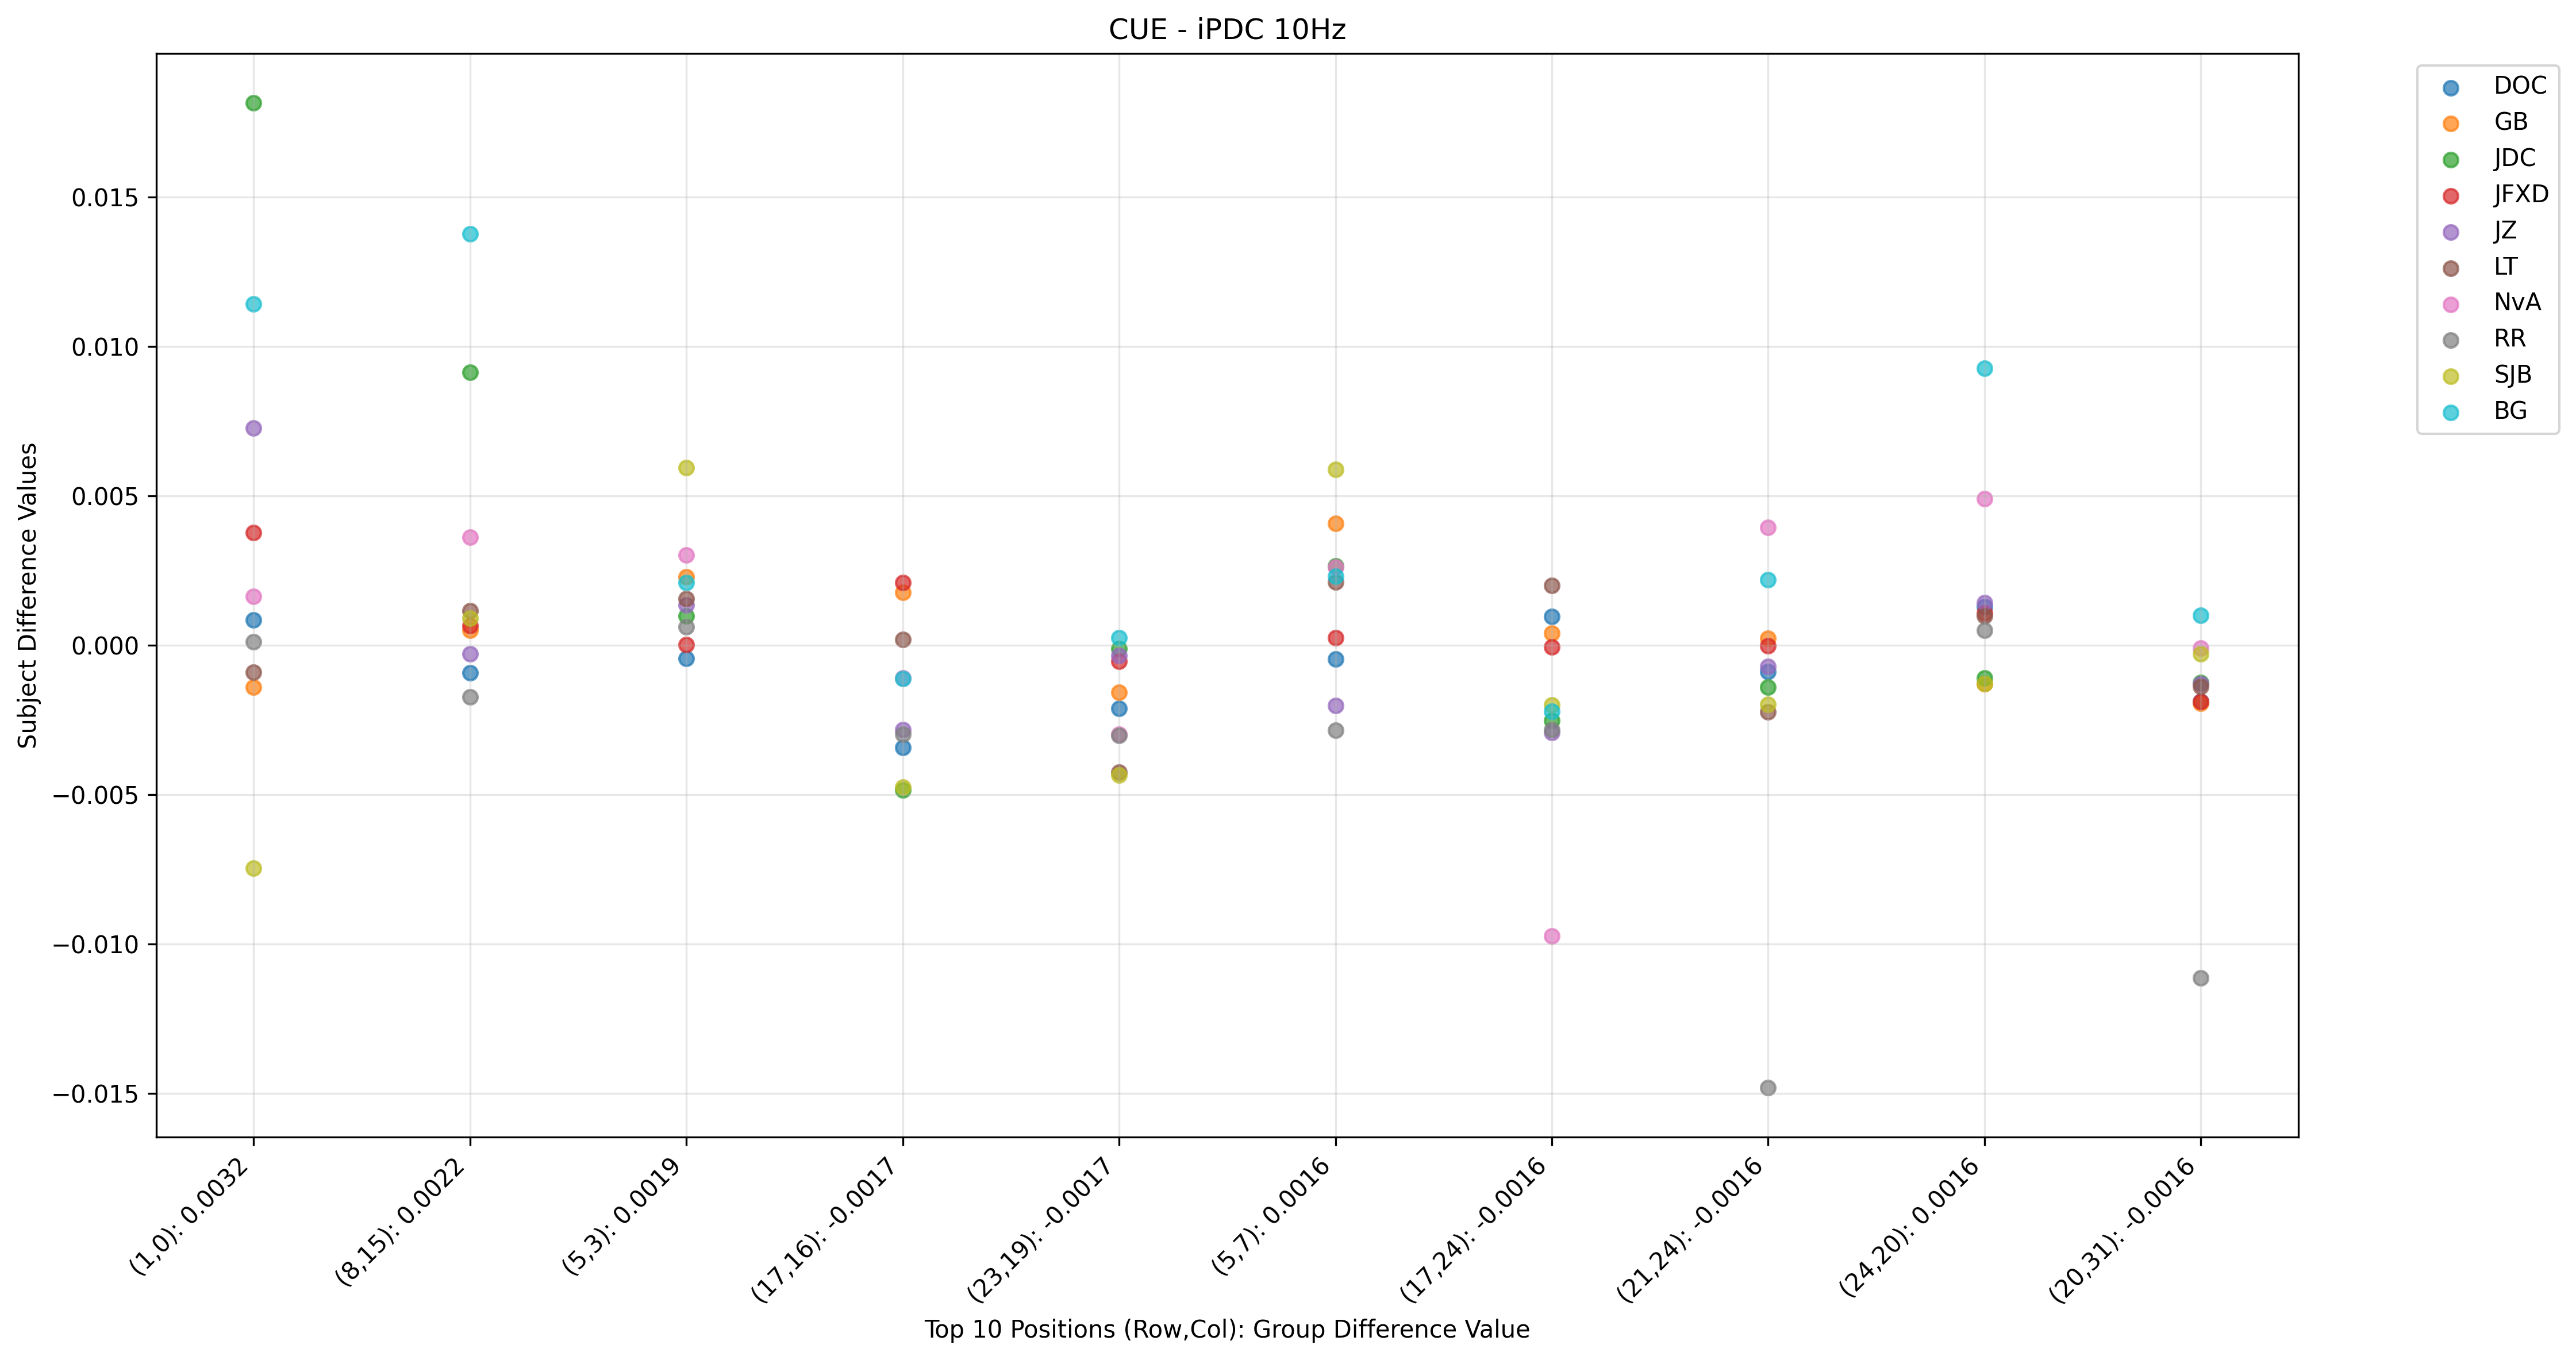 CUE - iPDC 10Hz
Subject Difference Values
0.015
0.010
0.005
0.000
−0.005
−0.010
−0.015
(1,0): 0.0032
(8,15): 0.0022
(5,3): 0.0019
(17,16): -0.0017
(23,19): -0.0017
(5,7): 0.0016
(17,24): -0.0016
(21,24): -0.0016
(24,20): 0.0016
(20,31): -0.0016
Top 10 Positions (Row,Col): Group Difference Value
DOC
GB
JDC
JFXD
JZ
LT
NvA
RR
SJB
BG